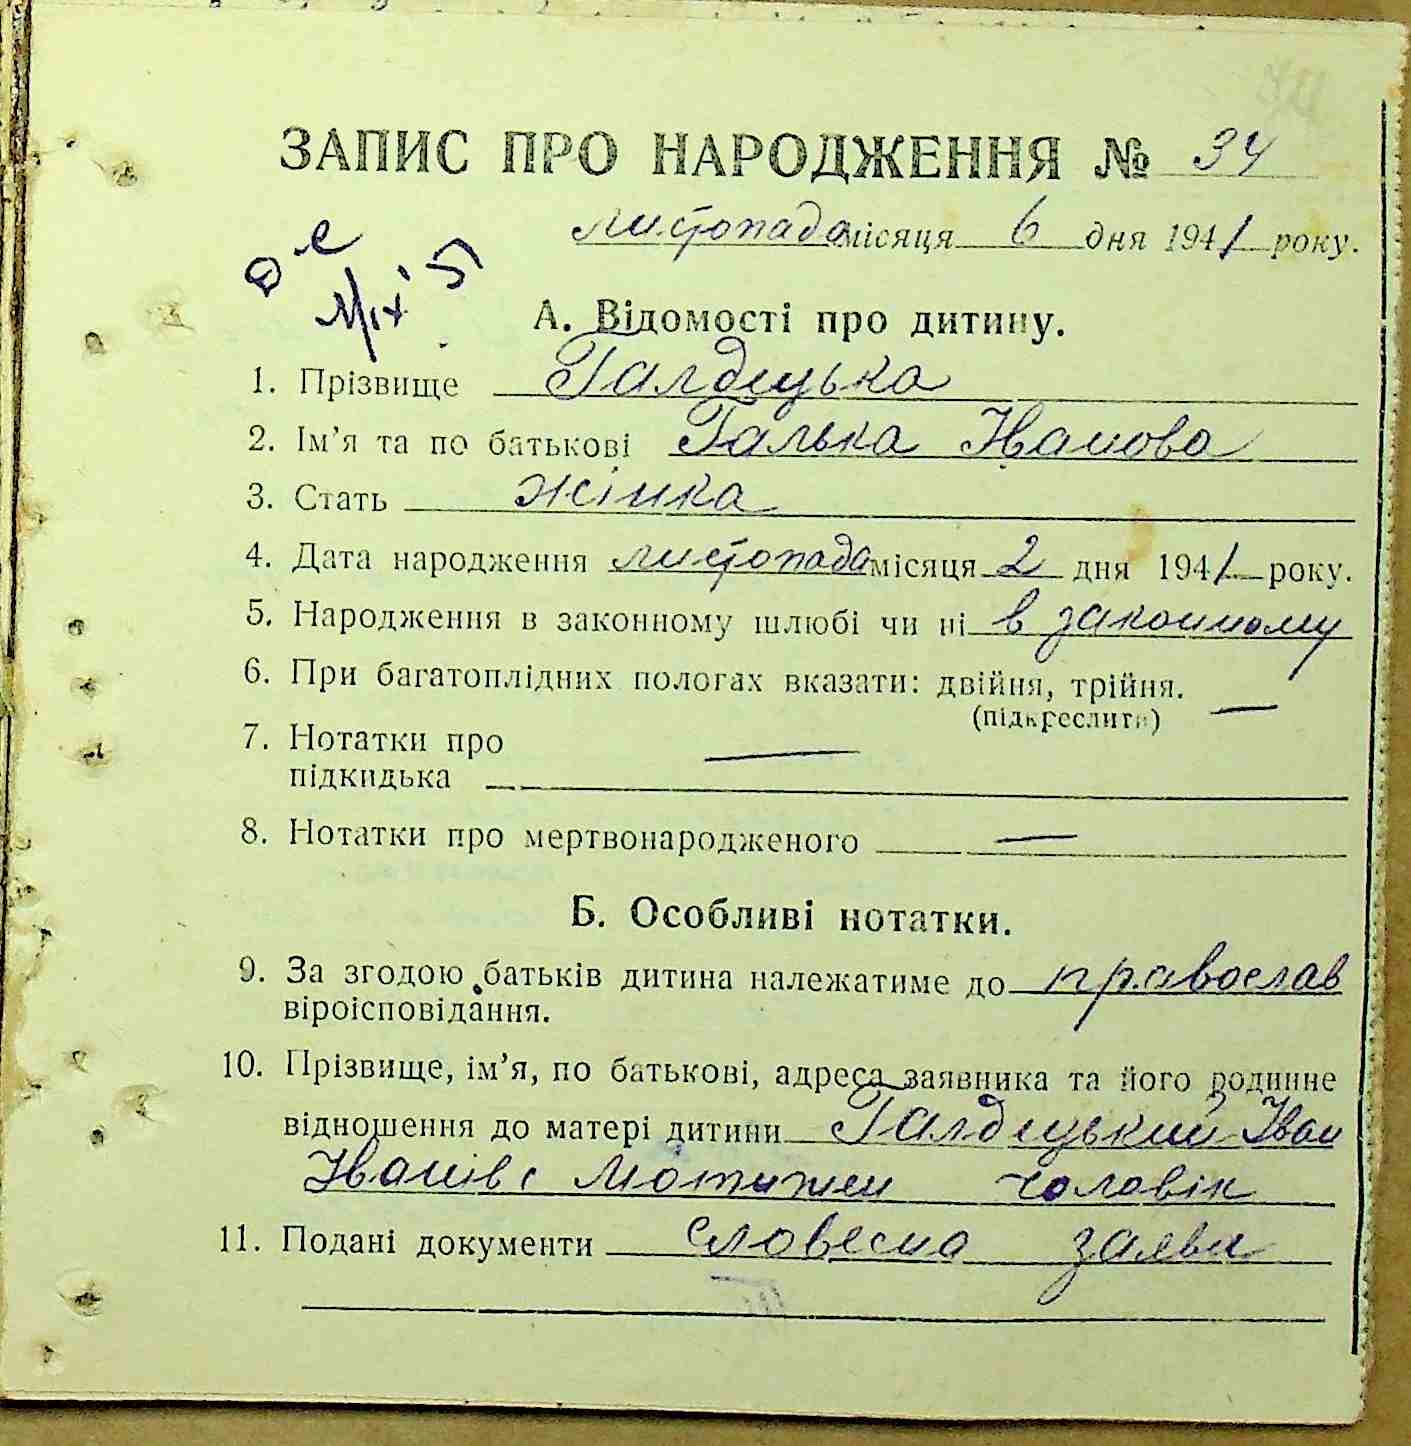 ЗАПИС ПРО НАРОДЖЕННЯ № 34
листопада місяця 6 дня 1941 року.
А. Відомості про дитину.
1. Прізвище Галдецька
2. Ім’я та по батькові Галька Іванова
3. Стать жінка
4. Дата народження листопада місяця 2 дня 1941 року.
5. Народження в законному шлюбі чи ні в законному
6. При багатоплідних пологах вказати: двійня, трійня. —
(підкреслити)
7. Нотатки про —
підкидька
8. Нотатки про мертвонародженого —
Б. Особливі нотатки.
9. За згодою батьків дитина належатиме до православ
віроісповідання.
10. Прізвище, ім’я, по батькові, адреса заявника та його родинне
відношення до матері дитини Галдецький Іван
Іванів с Мотижен чоловік
11. Подані документи словесна заява